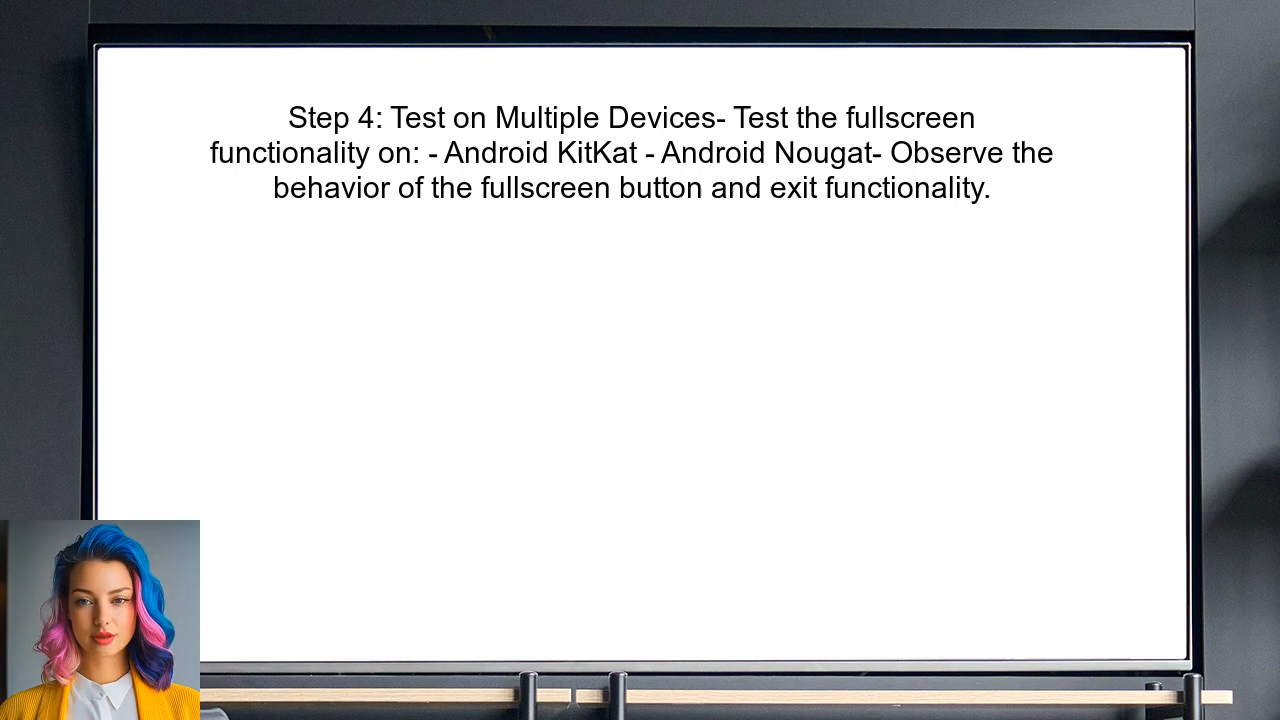 Step 4: Test on Multiple Devices- Test the fullscreen
functionality on: - Android KitKat - Android Nougat- Observe the
behavior of the fullscreen button and exit functionality.